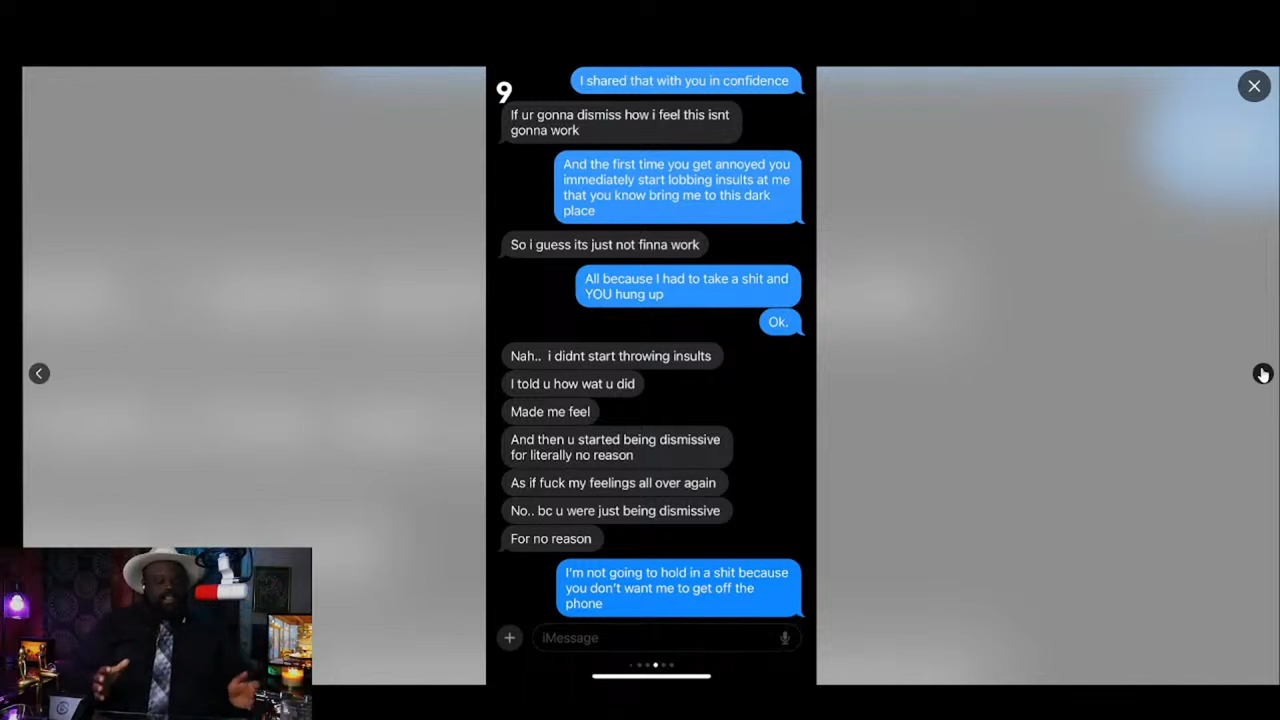 9
I shared that with you in confidence
If ur gonna dismiss how i feel this isnt
gonna work
And the first time you get annoyed you
immediately start lobbing insults at me
that you know bring me to this dark
place
So i guess its just not finna work
All because I had to take a shit and
YOU hung up
Ok.
Nah.. i didnt start throwing insults
I told u how wat u did
Made me feel
And then u started being dismissive
for literally no reason
As if fuck my feelings all over again
No.. bc u were just being dismissive
For no reason
I'm not going to hold in a shit because
you don't want me to get off the
phone
iMessage